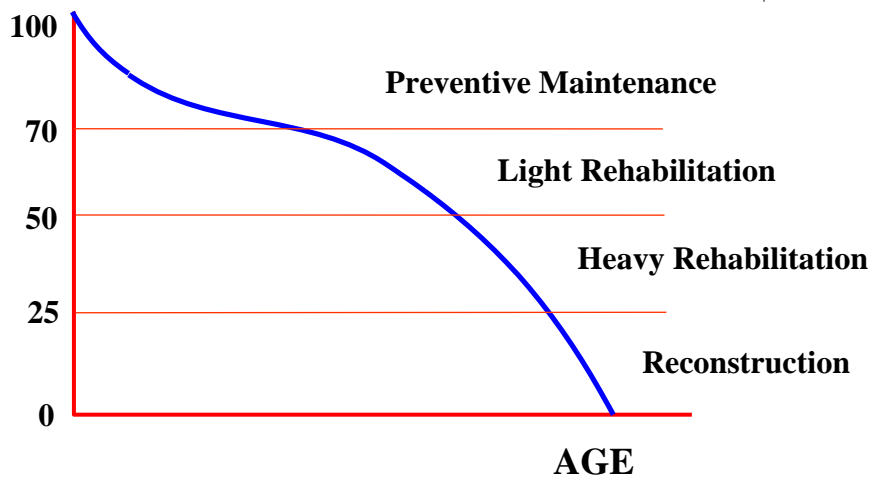 100
Preventive Maintenance
70
Light Rehabilitation
50
Heavy Rehabilitation
25
Reconstruction
0
AGE